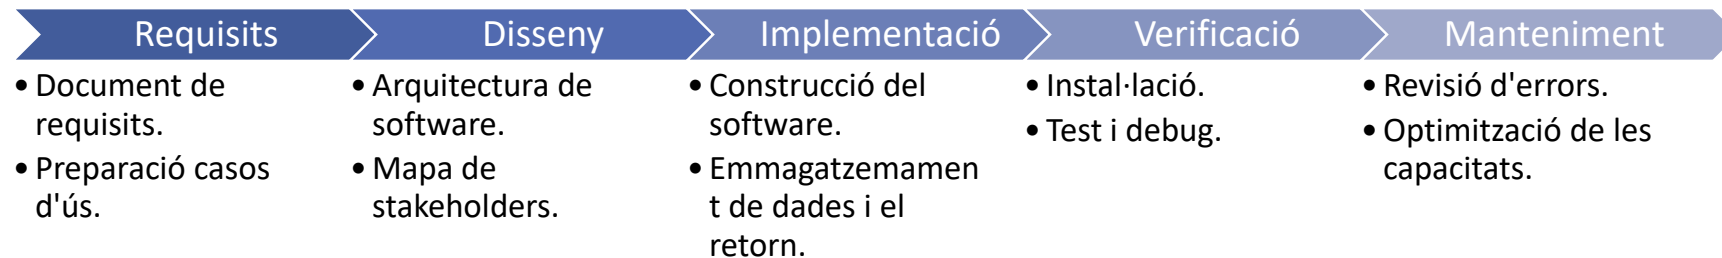 Requisits
• Document de
requisits.
• Preparació casos
d'ús.
Disseny
• Arquitectura de
software.
• Mapa de
stakeholders.
Implementació
• Construcció del
software.
• Emmagatzemamen
t de dades i el
retorn.
Verificació
• Instal·lació.
• Test i debug.
Manteniment
• Revisió d'errors.
• Optimització de les
capacitats.